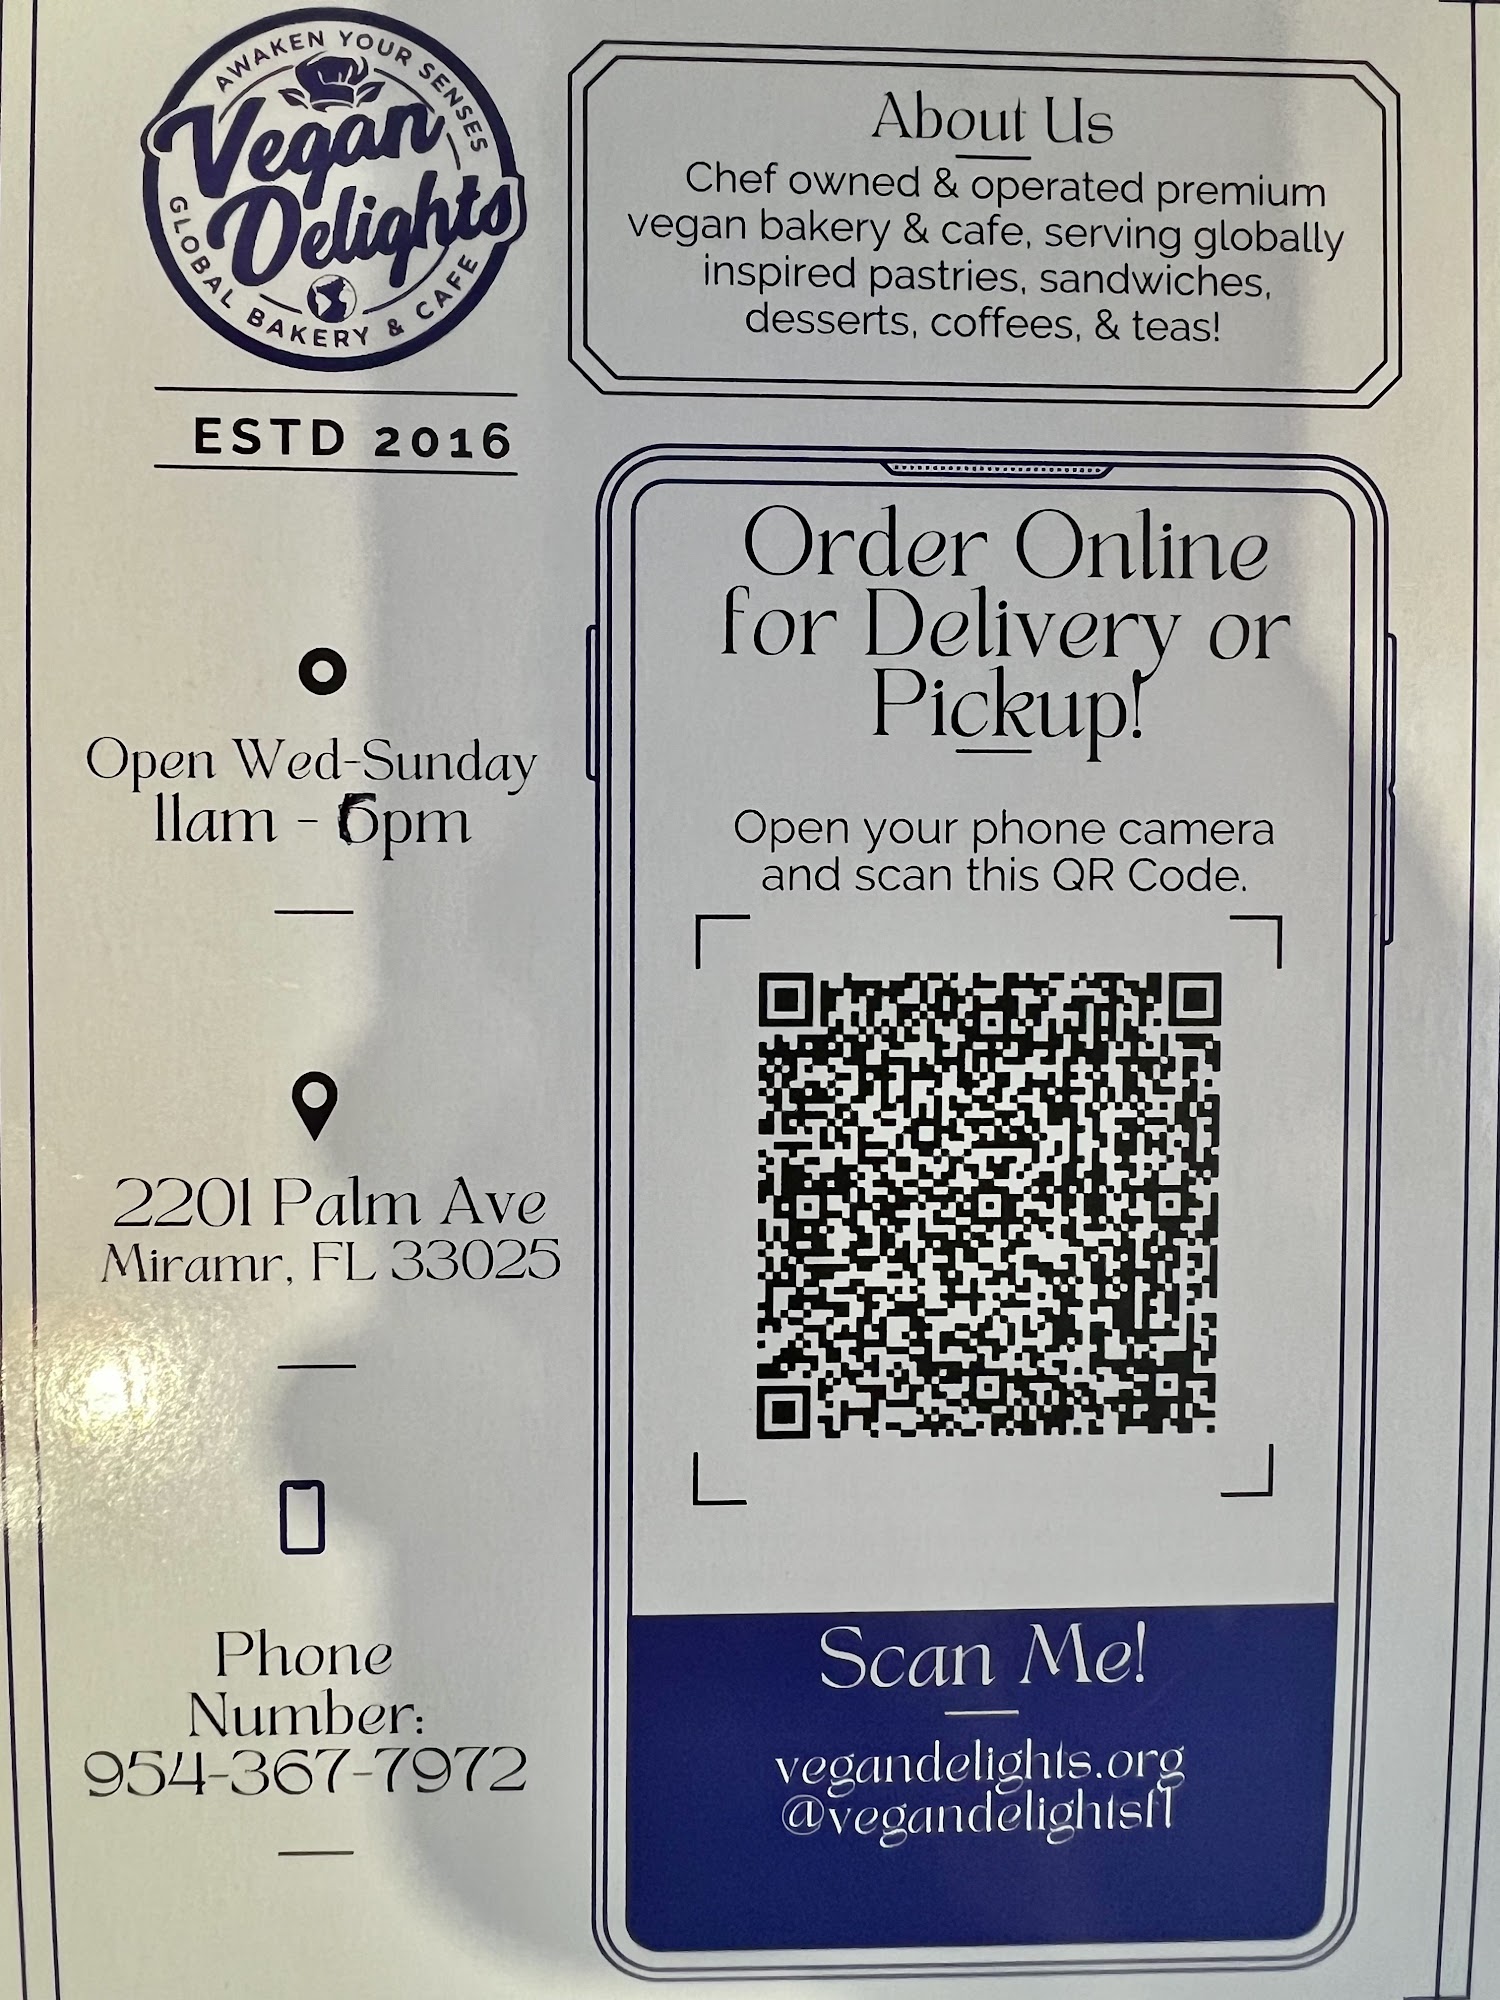 AWAKEN YOUR SENSES
Vegan
Delights
GLOBAL BAKERY & CAFE
ESTD 2016
About Us
Chef owned & operated premium
vegan bakery & cafe, serving globally
inspired pastries, sandwiches,
desserts, coffees, & teas!
Open Wed-Sunday
11am - 6pm
2201 Palm Ave
Miramr, FL 33025
Phone
Number:
954-367-7972
Order Online
for Delivery or
Pickup!
Open your phone camera
and scan this QR Code.
Scan Me!
vegandelights.org
@vegandelightsfl